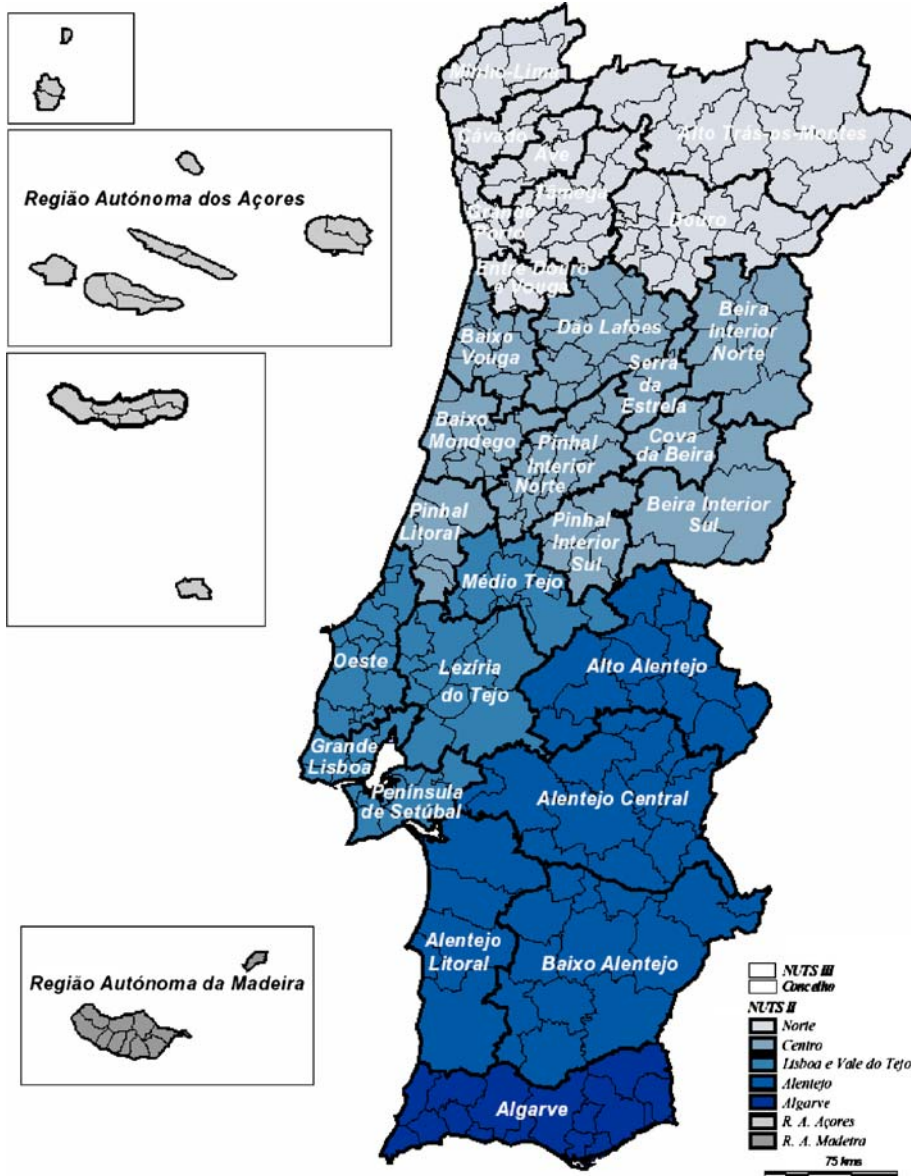 Minho-Lima
Alto Trás-os-Montes
Cávado
Ave
Região Autónoma dos Açores
Tâmega
Grande
Porto
Douro
Entre Douro
e Vouga
Baixo
Vouga
Dão Lafões
Beira
Interior
Norte
Serra
da
Estrela
Baixo
Mondego
Pinhal
Interior
Norte
Cova
da Beira
Pinhal
Litoral
Pinhal
Interior
Sul
Beira Interior
Sul
Médio Tejo
Oeste
Lezíria
do Tejo
Alto Alentejo
Grande
Lisboa
Península
de Setúbal
Alentejo Central
Alentejo
Litoral
Baixo Alentejo
Região Autónoma da Madeira
Algarve
NUTS III
Concelho
NUTS II
Norte
Centro
Lisboa e Vale do Tejo
Alentejo
Algarve
R. A. Açores
R. A. Madeira
75 kms